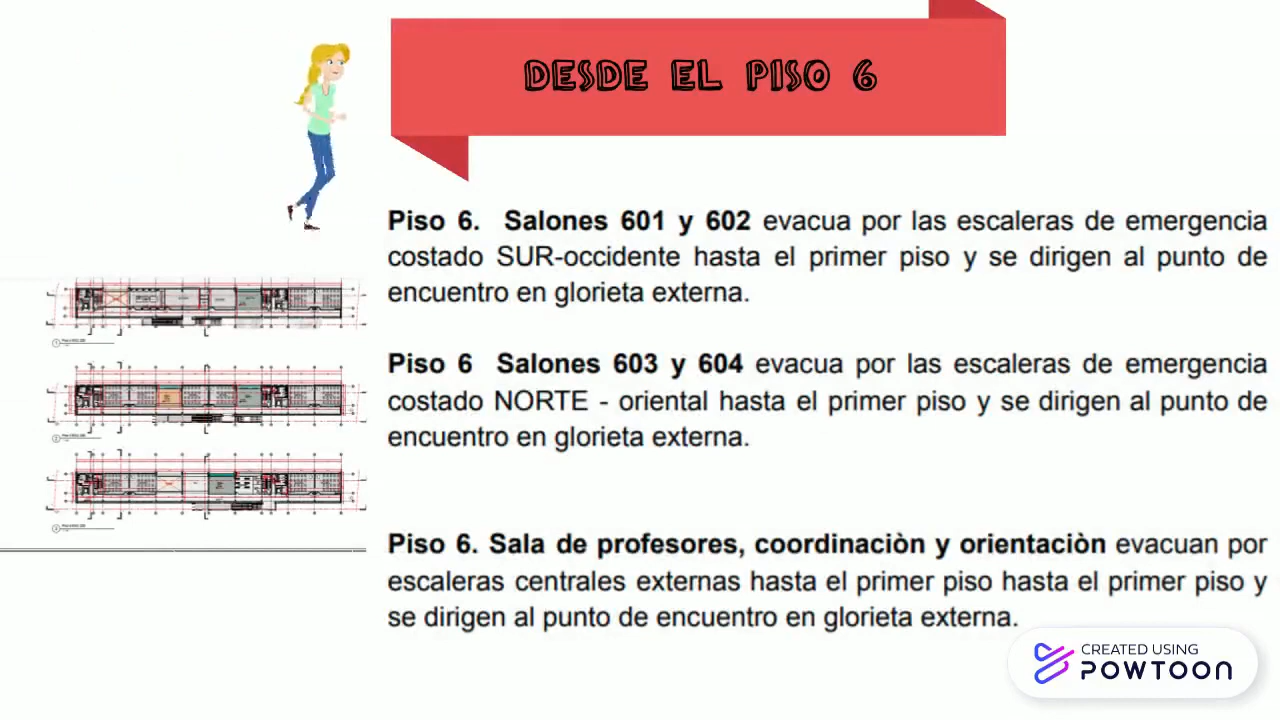 DESDE EL PISO 6
Piso 6. Salones 601 y 602 evacua por las escaleras de emergencia
costado SUR-occidente hasta el primer piso y se dirigen al punto de
encuentro en glorieta externa.
Piso 6 Salones 603 y 604 evacua por las escaleras de emergencia
costado NORTE - oriental hasta el primer piso y se dirigen al punto de
encuentro en glorieta externa.
Piso 6. Sala de profesores, coordinaciòn y orientaciòn evacuan por
escaleras centrales externas hasta el primer piso hasta el primer piso y
se dirigen al punto de encuentro en glorieta externa.
CREATED USING
POWTOON